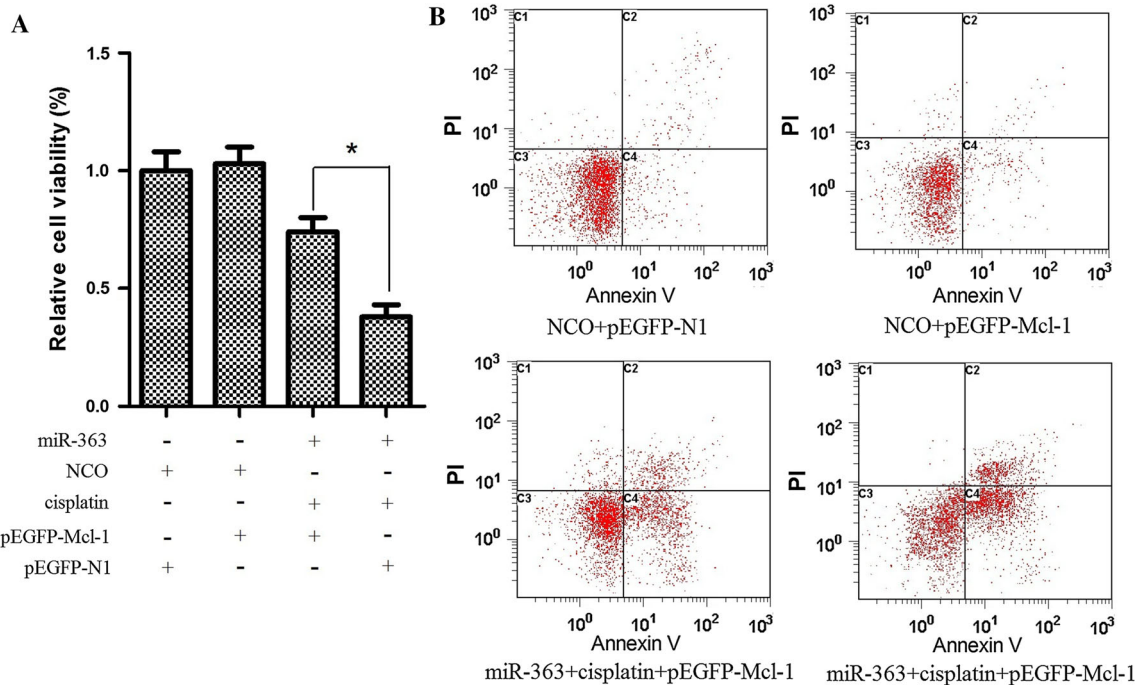 A
Relative cell viability (%)
1.5
1.0
0.5
0.0
*
miR-363 - - + +
NCO + + - -
cisplatin - - + +
pEGFP-Mcl-1 - + + -
pEGFP-N1 + - - +
B
PI
10³
10²
10¹
10⁰
C1
C2
C3
C4
10⁰ 10¹ 10² 10³
Annexin V
NCO+pEGFP-N1
PI
10³
10²
10¹
10⁰
C1
C2
C3
C4
10⁰ 10¹ 10² 10³
Annexin V
NCO+pEGFP-Mcl-1
PI
10³
10²
10¹
10⁰
C1
C2
C3
C4
10⁰ 10¹ 10² 10³
Annexin V
miR-363+cisplatin+pEGFP-Mcl-1
PI
10³
10²
10¹
10⁰
C1
C2
C3
C4
10⁰ 10¹ 10² 10³
Annexin V
miR-363+cisplatin+pEGFP-Mcl-1